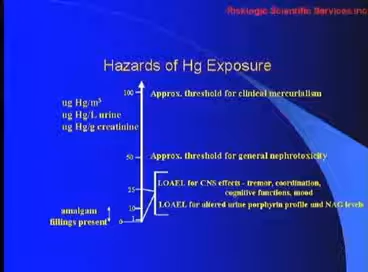 Risklogic Scientific Services Inc
Hazards of Hg Exposure
ug Hg/m³
ug Hg/L urine
ug Hg/g creatinine
100
Approx. threshold for clinical mercurialism
50
Approx. threshold for general nephrotoxicity
25
LOAEL for CNS effects - tremor, coordination,
cognitive functions, mood
LOAEL for altered urine porphyrin profile and NAG levels
amalgam
fillings present
10
1
0